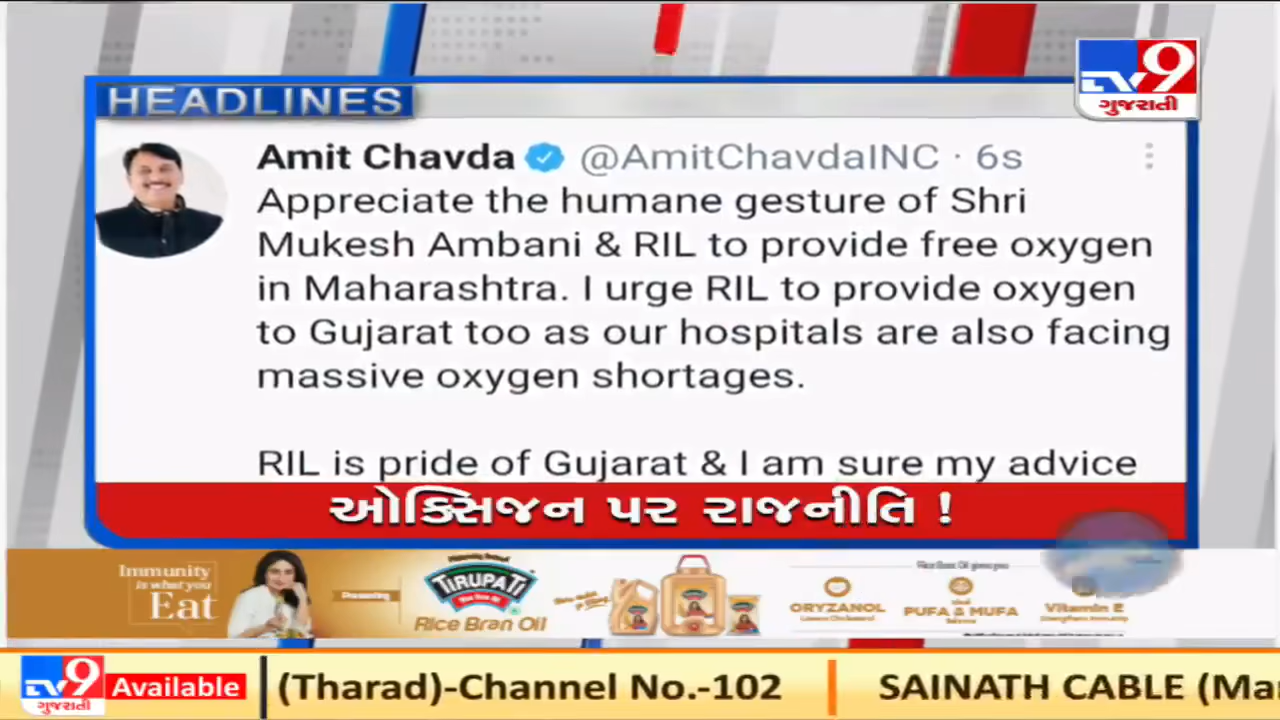 HEADLINES
TV9
ગુજરાતી
Amit Chavda @AmitChavdaINC · 6s
Appreciate the humane gesture of Shri
Mukesh Ambani & RIL to provide free oxygen
in Maharashtra. I urge RIL to provide oxygen
to Gujarat too as our hospitals are also facing
massive oxygen shortages.
RIL is pride of Gujarat & I am sure my advice
ઓક્સિજન પર રાજનીતિ !
Immunity
is what you
Eat
Presenting
TIRUPATI
Rice Bran Oil
ORYZANOL
PUFA & MUFA
Vitamin E
TV9
ગુજરાતી
Available
(Tharad)-Channel No.-102
SAINATH CABLE (Ma